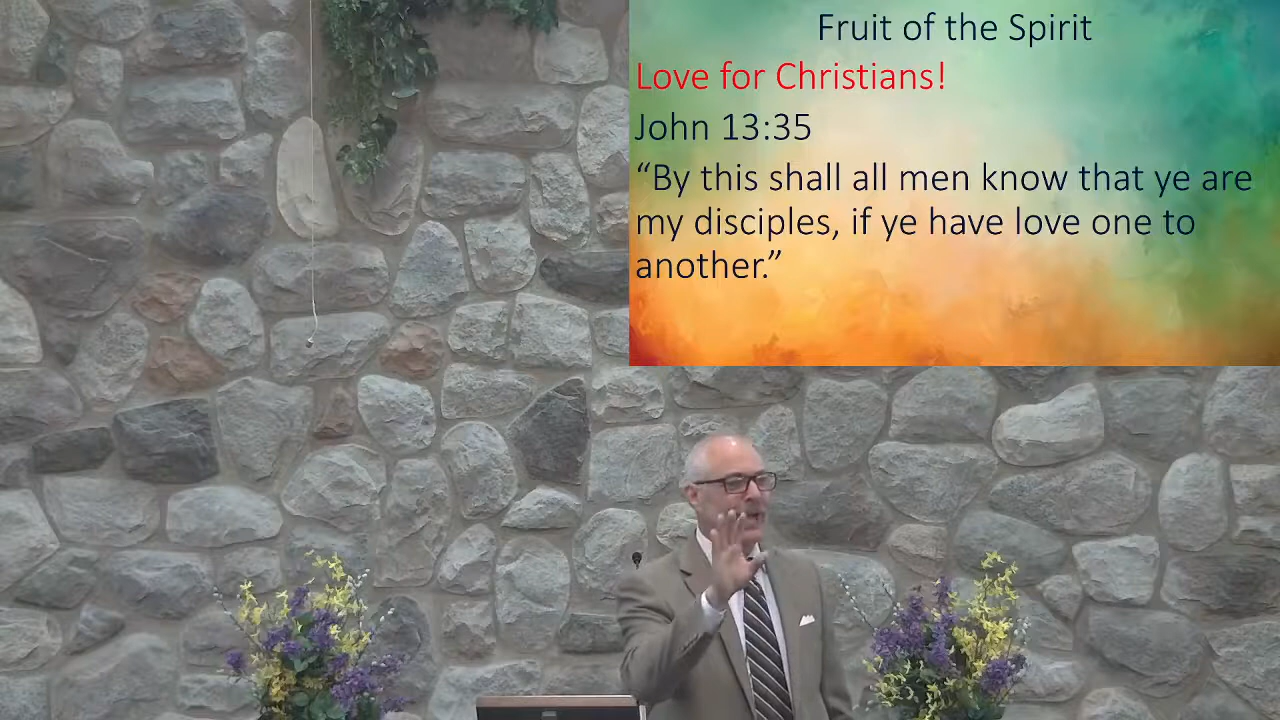 Fruit of the Spirit
Love for Christians!
John 13:35
“By this shall all men know that ye are
my disciples, if ye have love one to
another.”